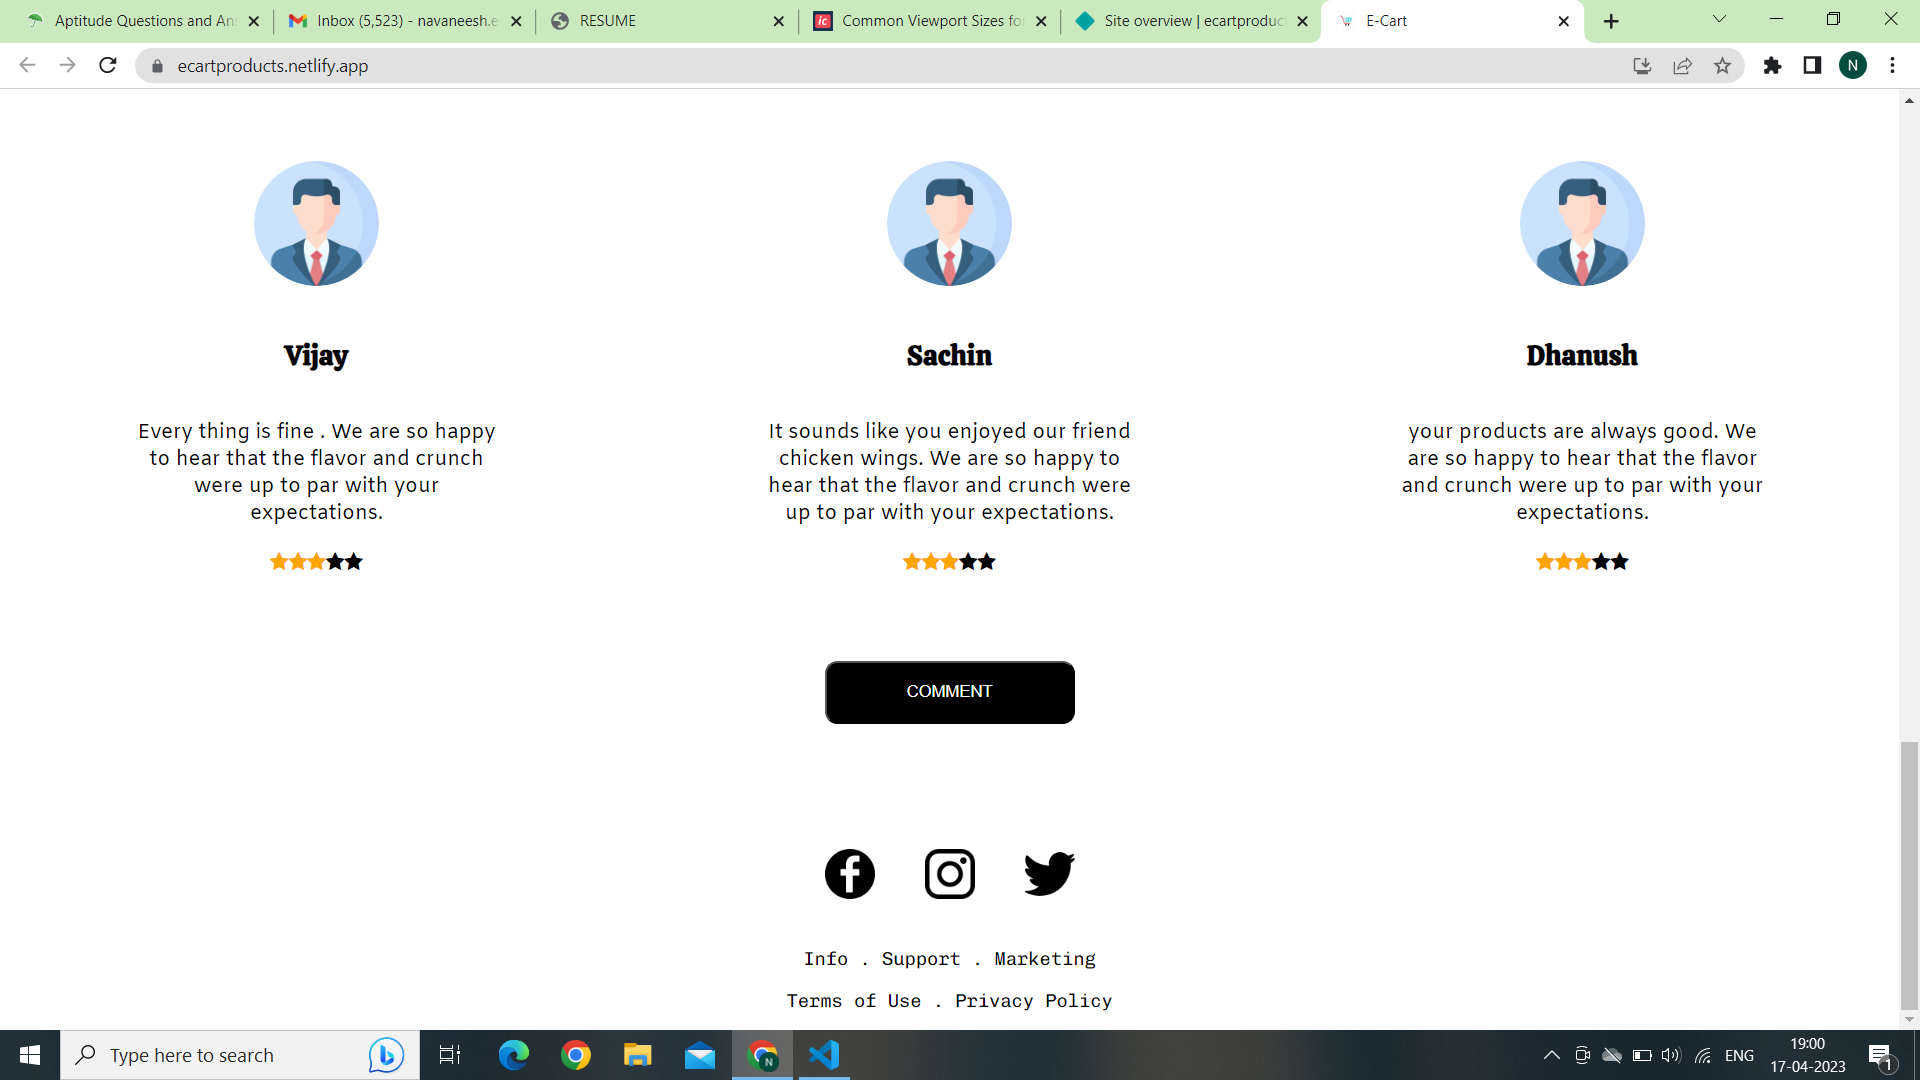 Aptitude Questions and An
Inbox (5,523) - navaneesh.e
RESUME
Common Viewport Sizes fo
Site overview | ecartproduc
E-Cart
ecartproducts.netlify.app
N
Vijay
Sachin
Dhanush
Every thing is fine . We are so happy
to hear that the flavor and crunch
were up to par with your
expectations.
It sounds like you enjoyed our friend
chicken wings. We are so happy to
hear that the flavor and crunch were
up to par with your expectations.
your products are always good. We
are so happy to hear that the flavor
and crunch were up to par with your
expectations.
COMMENT
Info . Support . Marketing
Terms of Use . Privacy Policy
Type here to search
N
ENG
19:00
17-04-2023
1